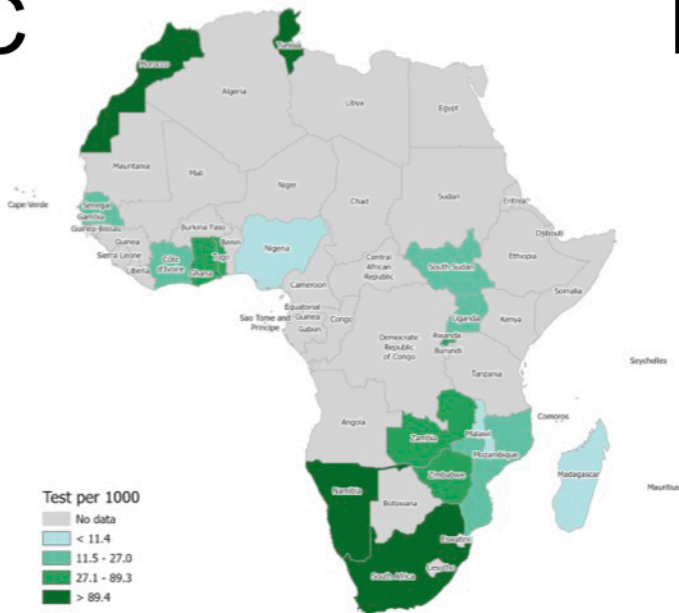 C
Tunisia
Morocco
Algeria
Libya
Egypt
Mauritania
Mali
Niger
Chad
Sudan
Eritrea
Cape Verde
Senegal
Gambia
Guinea-Bissau
Guinea
Sierra Leone
Liberia
Burkina Faso
Benin
Togo
Côte
d'Ivoire
Ghana
Nigeria
Djibouti
Ethiopia
Somalia
Central
African
Republic
South Sudan
Cameroon
Equatorial
Guinea
Sao Tome and
Principe
Gabon
Congo
Uganda
Kenya
Democratic
Republic
of Congo
Rwanda
Burundi
Tanzania
Seychelles
Comoros
Angola
Zambia
Malawi
Mozambique
Madagascar
Mauritius
Zimbabwe
Namibia
Botswana
Eswatini
Lesotho
South Africa
Test per 1000
No data
< 11.4
11.5 - 27.0
27.1 - 89.3
> 89.4